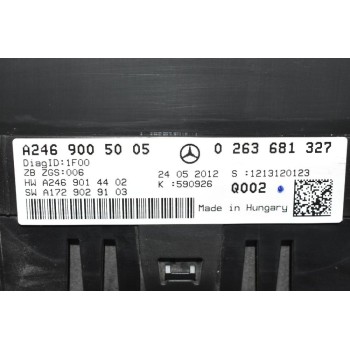 A246 900 50 05 0 263 681 327
DiagID:1F00
ZB ZGS:006 24 05 2012 S :1213120123
HW A246 901 44 02 K :590926 Q002
SW A172 902 91 03 Made in Hungary